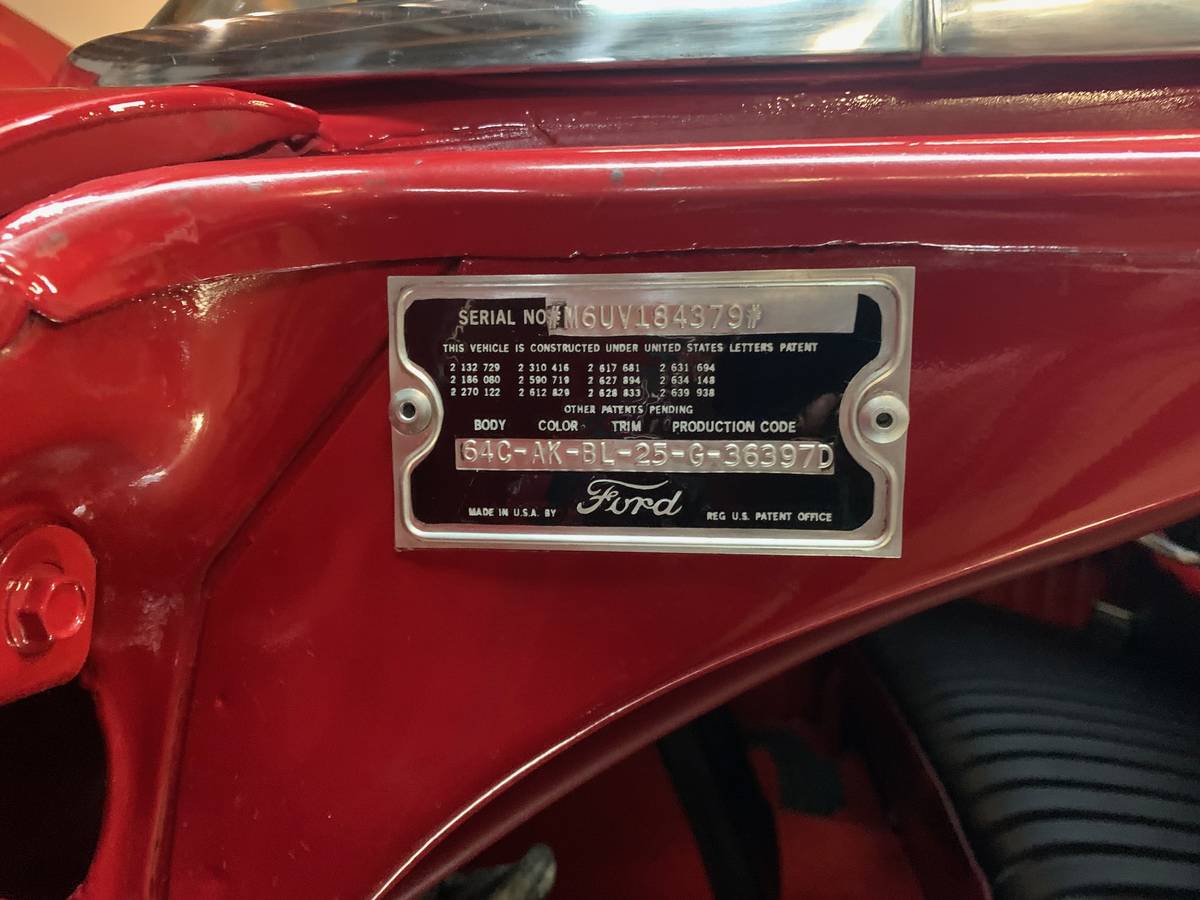 SERIAL NO #M6UV184379#
THIS VEHICLE IS CONSTRUCTED UNDER UNITED STATES LETTERS PATENT
2 132 729 2 310 416 2 617 681 2 631 694
2 186 080 2 590 719 2 627 894 2 634 148
2 270 122 2 612 829 2 628 833 2 639 938
OTHER PATENTS PENDING
BODY COLOR TRIM PRODUCTION CODE
64C-AK-BL-25-G-36397D
MADE IN U.S.A. BY Ford REG U.S. PATENT OFFICE